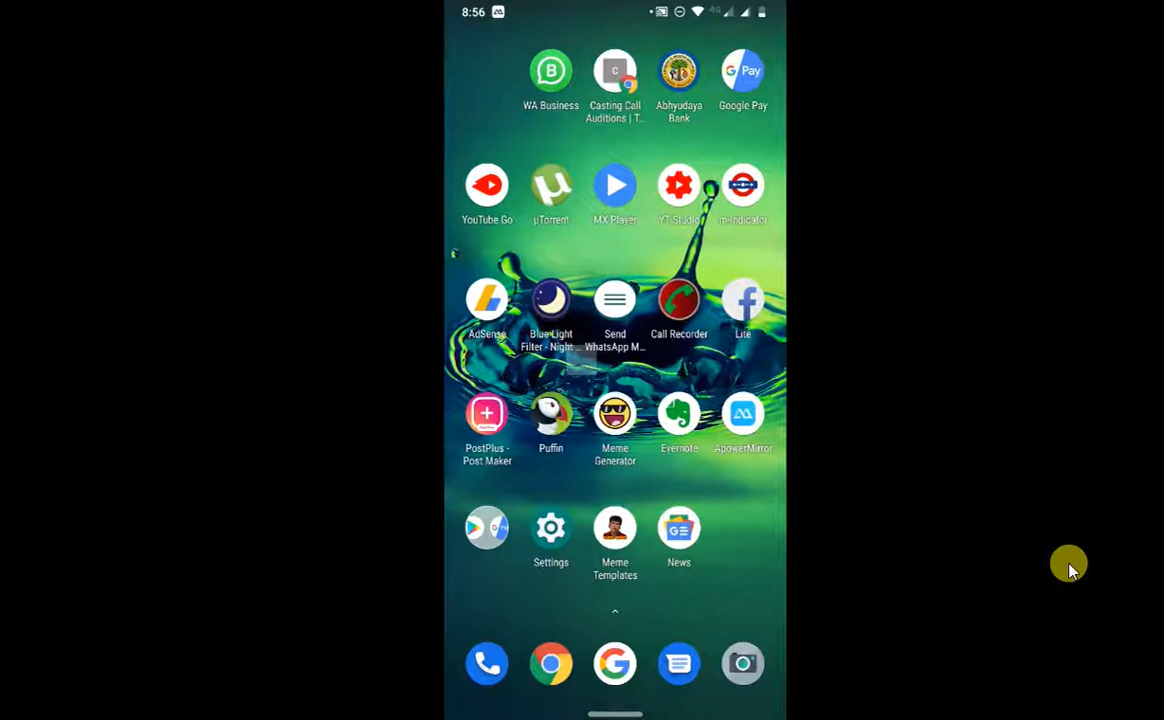 8:56
4G
B
C
G Pay
WA Business
Casting Call
Auditions | T...
Abhyudaya
Bank
Google Pay
µ
YouTube Go
µTorrent
MX Player
YT Studio
m-Indicator
AdSense
Blue Light
Filter - Night ...
Send
WhatsApp M...
Call Recorder
Lite
PostPlus -
Post Maker
Puffin
Meme
Generator
Evernote
ApowerMirror
Settings
Meme
Templates
News